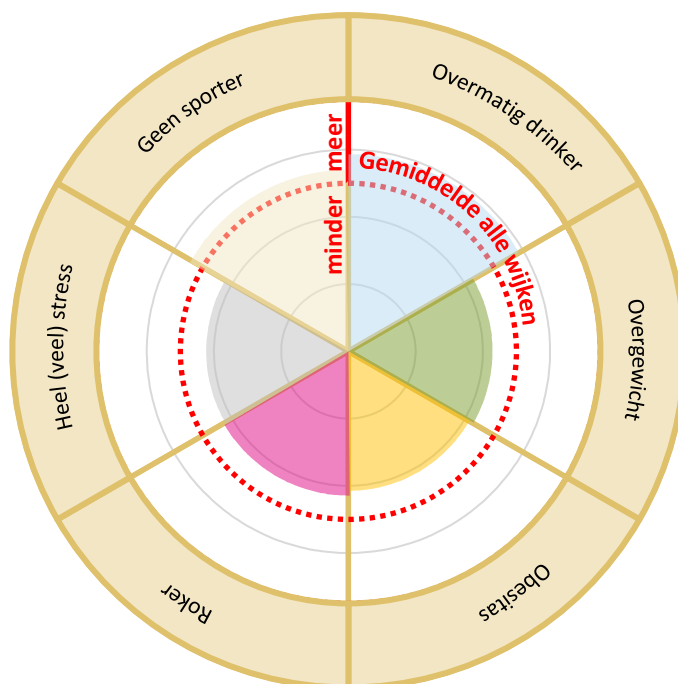 Geen sporter
Overmatig drinker
meer
minder
Gemiddelde alle wijken
Heel (veel) stress
Overgewicht
Roker
Obesitas